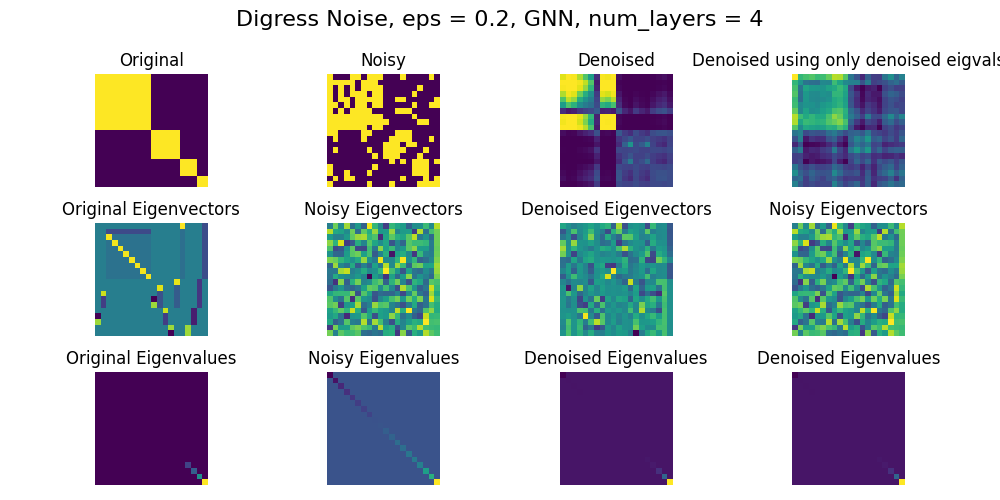 Digress Noise, eps = 0.2, GNN, num_layers = 4
Original
Noisy
Denoised
Denoised using only denoised eigvals
Original Eigenvectors
Noisy Eigenvectors
Denoised Eigenvectors
Noisy Eigenvectors
Original Eigenvalues
Noisy Eigenvalues
Denoised Eigenvalues
Denoised Eigenvalues